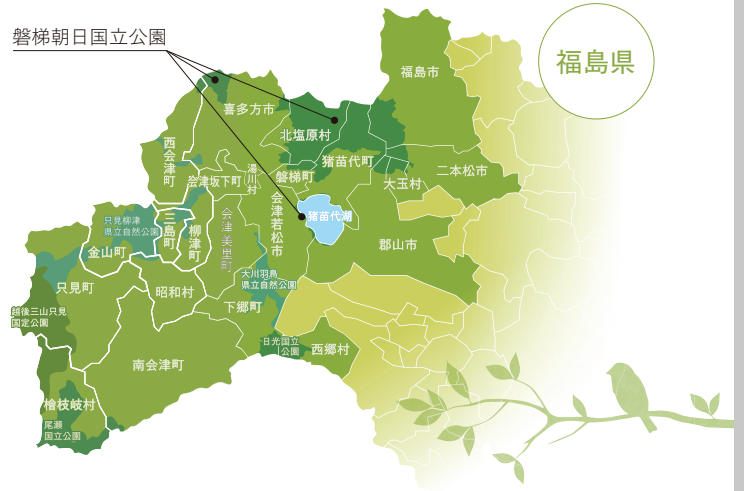 磐梯朝日国立公園
福島県
福島市
喜多方市
北塩原村
西会津町
猪苗代町
二本松市
湯川村
磐梯町
会津坂下町
大玉村
会津若松市
猪苗代湖
只見柳津
県立自然公園
三島町
柳津町
会津美里町
郡山市
金山町
大川羽鳥
県立自然公園
只見町
昭和村
下郷町
越後三山只見
国定公園
日光国立
公園
西郷村
南会津町
檜枝岐村
尾瀬
国立公園